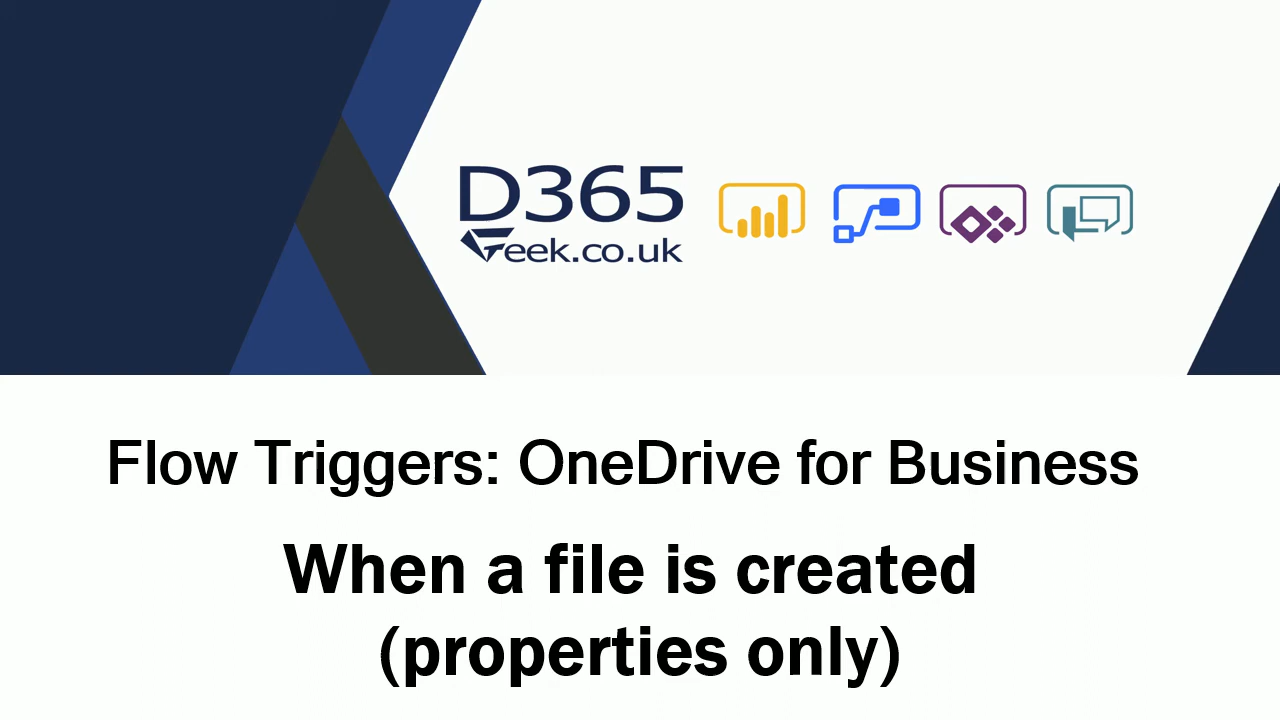 D365
Geek.co.uk
Flow Triggers: OneDrive for Business
When a file is created
(properties only)